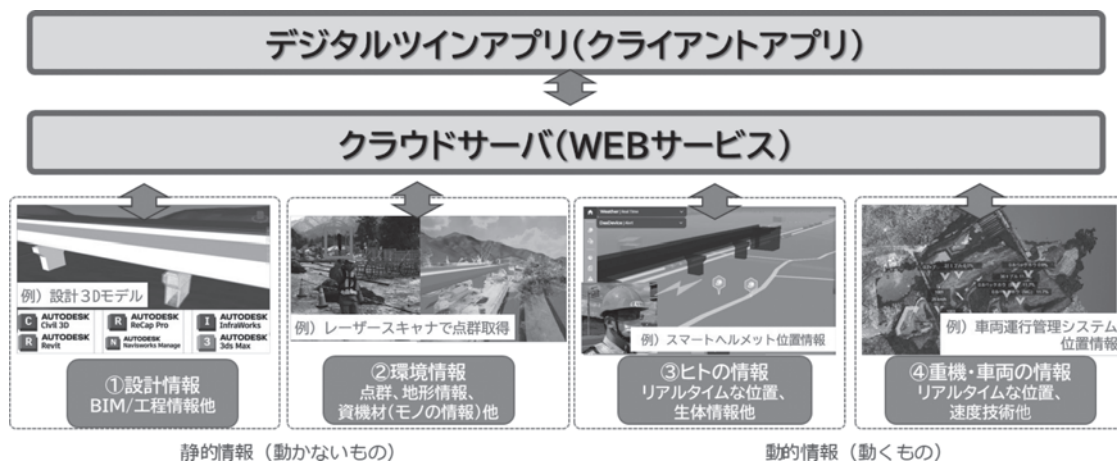 デジタルツインアプリ(クライアントアプリ)
クラウドサーバ(WEBサービス)
例）設計３Dモデル
C AUTODESK Civil 3D
R AUTODESK ReCap Pro
I AUTODESK InfraWorks
R AUTODESK Revit
N AUTODESK Navisworks Manage
3 AUTODESK 3ds Max
例）レーザースキャナで点群取得
例）スマートヘルメット位置情報
例）車両運行管理システム
位置情報
①設計情報
BIM/工程情報他
②環境情報
点群、地形情報、
資機材(モノの情報)他
③ヒトの情報
リアルタイムな位置、
生体情報他
④重機・車両の情報
リアルタイムな位置、
速度技術他
静的情報（動かないもの）
動的情報（動くもの）